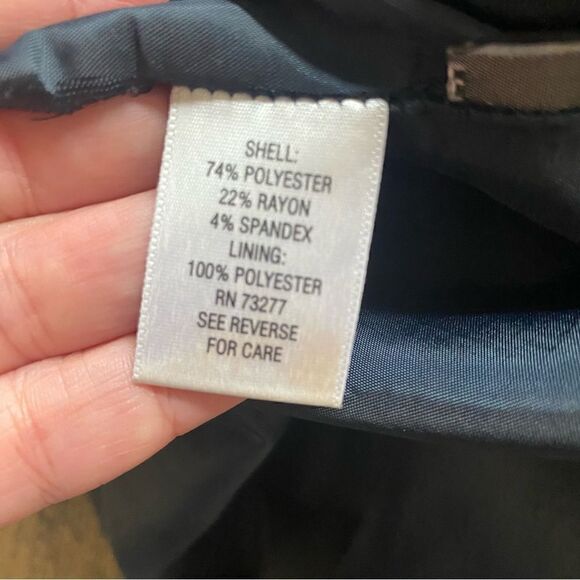 SHELL:
74% POLYESTER
22% RAYON
4% SPANDEX
LINING:
100% POLYESTER
RN 73277
SEE REVERSE
FOR CARE